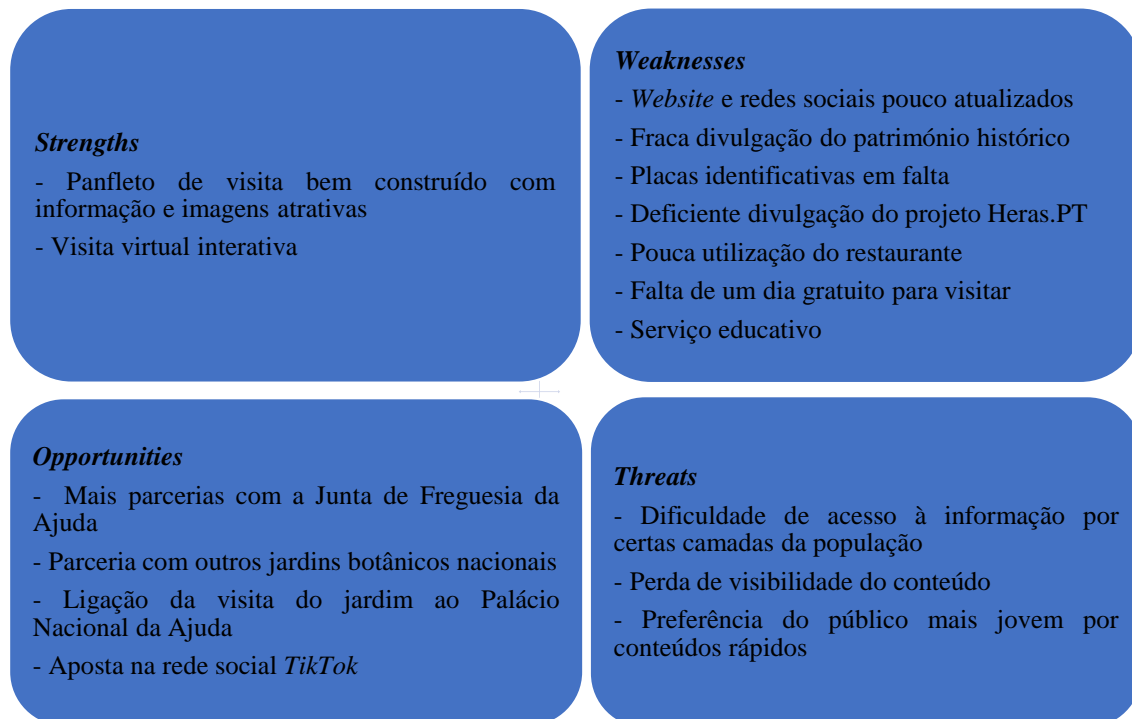 Strengths
- Panfleto de visita bem construído com
informação e imagens atrativas
- Visita virtual interativa
Weaknesses
- Website e redes sociais pouco atualizados
- Fraca divulgação do património histórico
- Placas identificativas em falta
- Deficiente divulgação do projeto Heras.PT
- Pouca utilização do restaurante
- Falta de um dia gratuito para visitar
- Serviço educativo
Opportunities
- Mais parcerias com a Junta de Freguesia da
Ajuda
- Parceria com outros jardins botânicos nacionais
- Ligação da visita do jardim ao Palácio
Nacional da Ajuda
- Aposta na rede social TikTok
Threats
- Dificuldade de acesso à informação por
certas camadas da população
- Perda de visibilidade do conteúdo
- Preferência do público mais jovem por
conteúdos rápidos